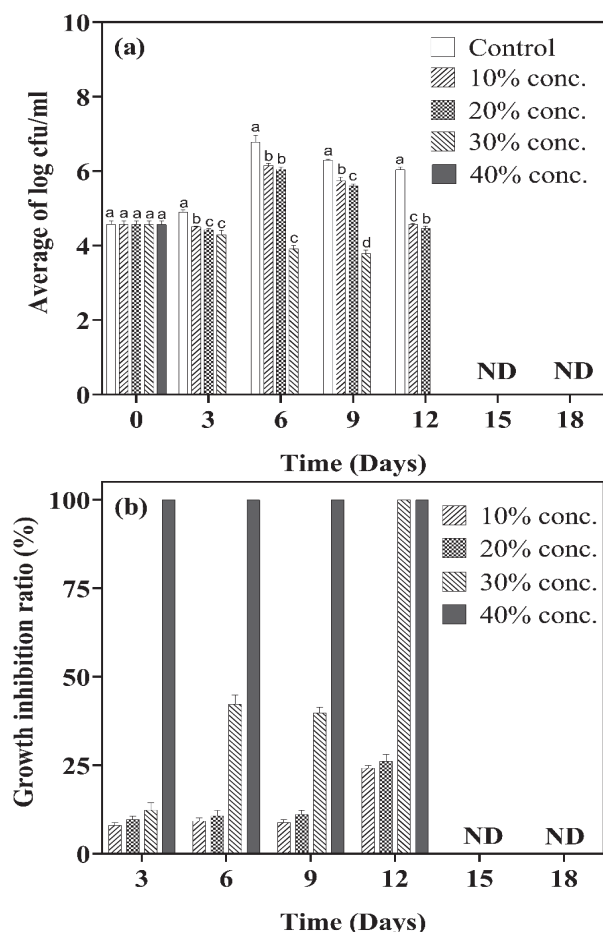 (a)
Control
10% conc.
20% conc.
30% conc.
40% conc.
Average of log cfu/ml
10
8
6
4
2
0
a a a a a
a b c c
a b b c
a b c d
a c b
ND ND
0 3 6 9 12 15 18
Time (Days)
(b)
10% conc.
20% conc.
30% conc.
40% conc.
Growth inhibition ratio (%)
100
75
50
25
0
ND ND
3 6 9 12 15 18
Time (Days)